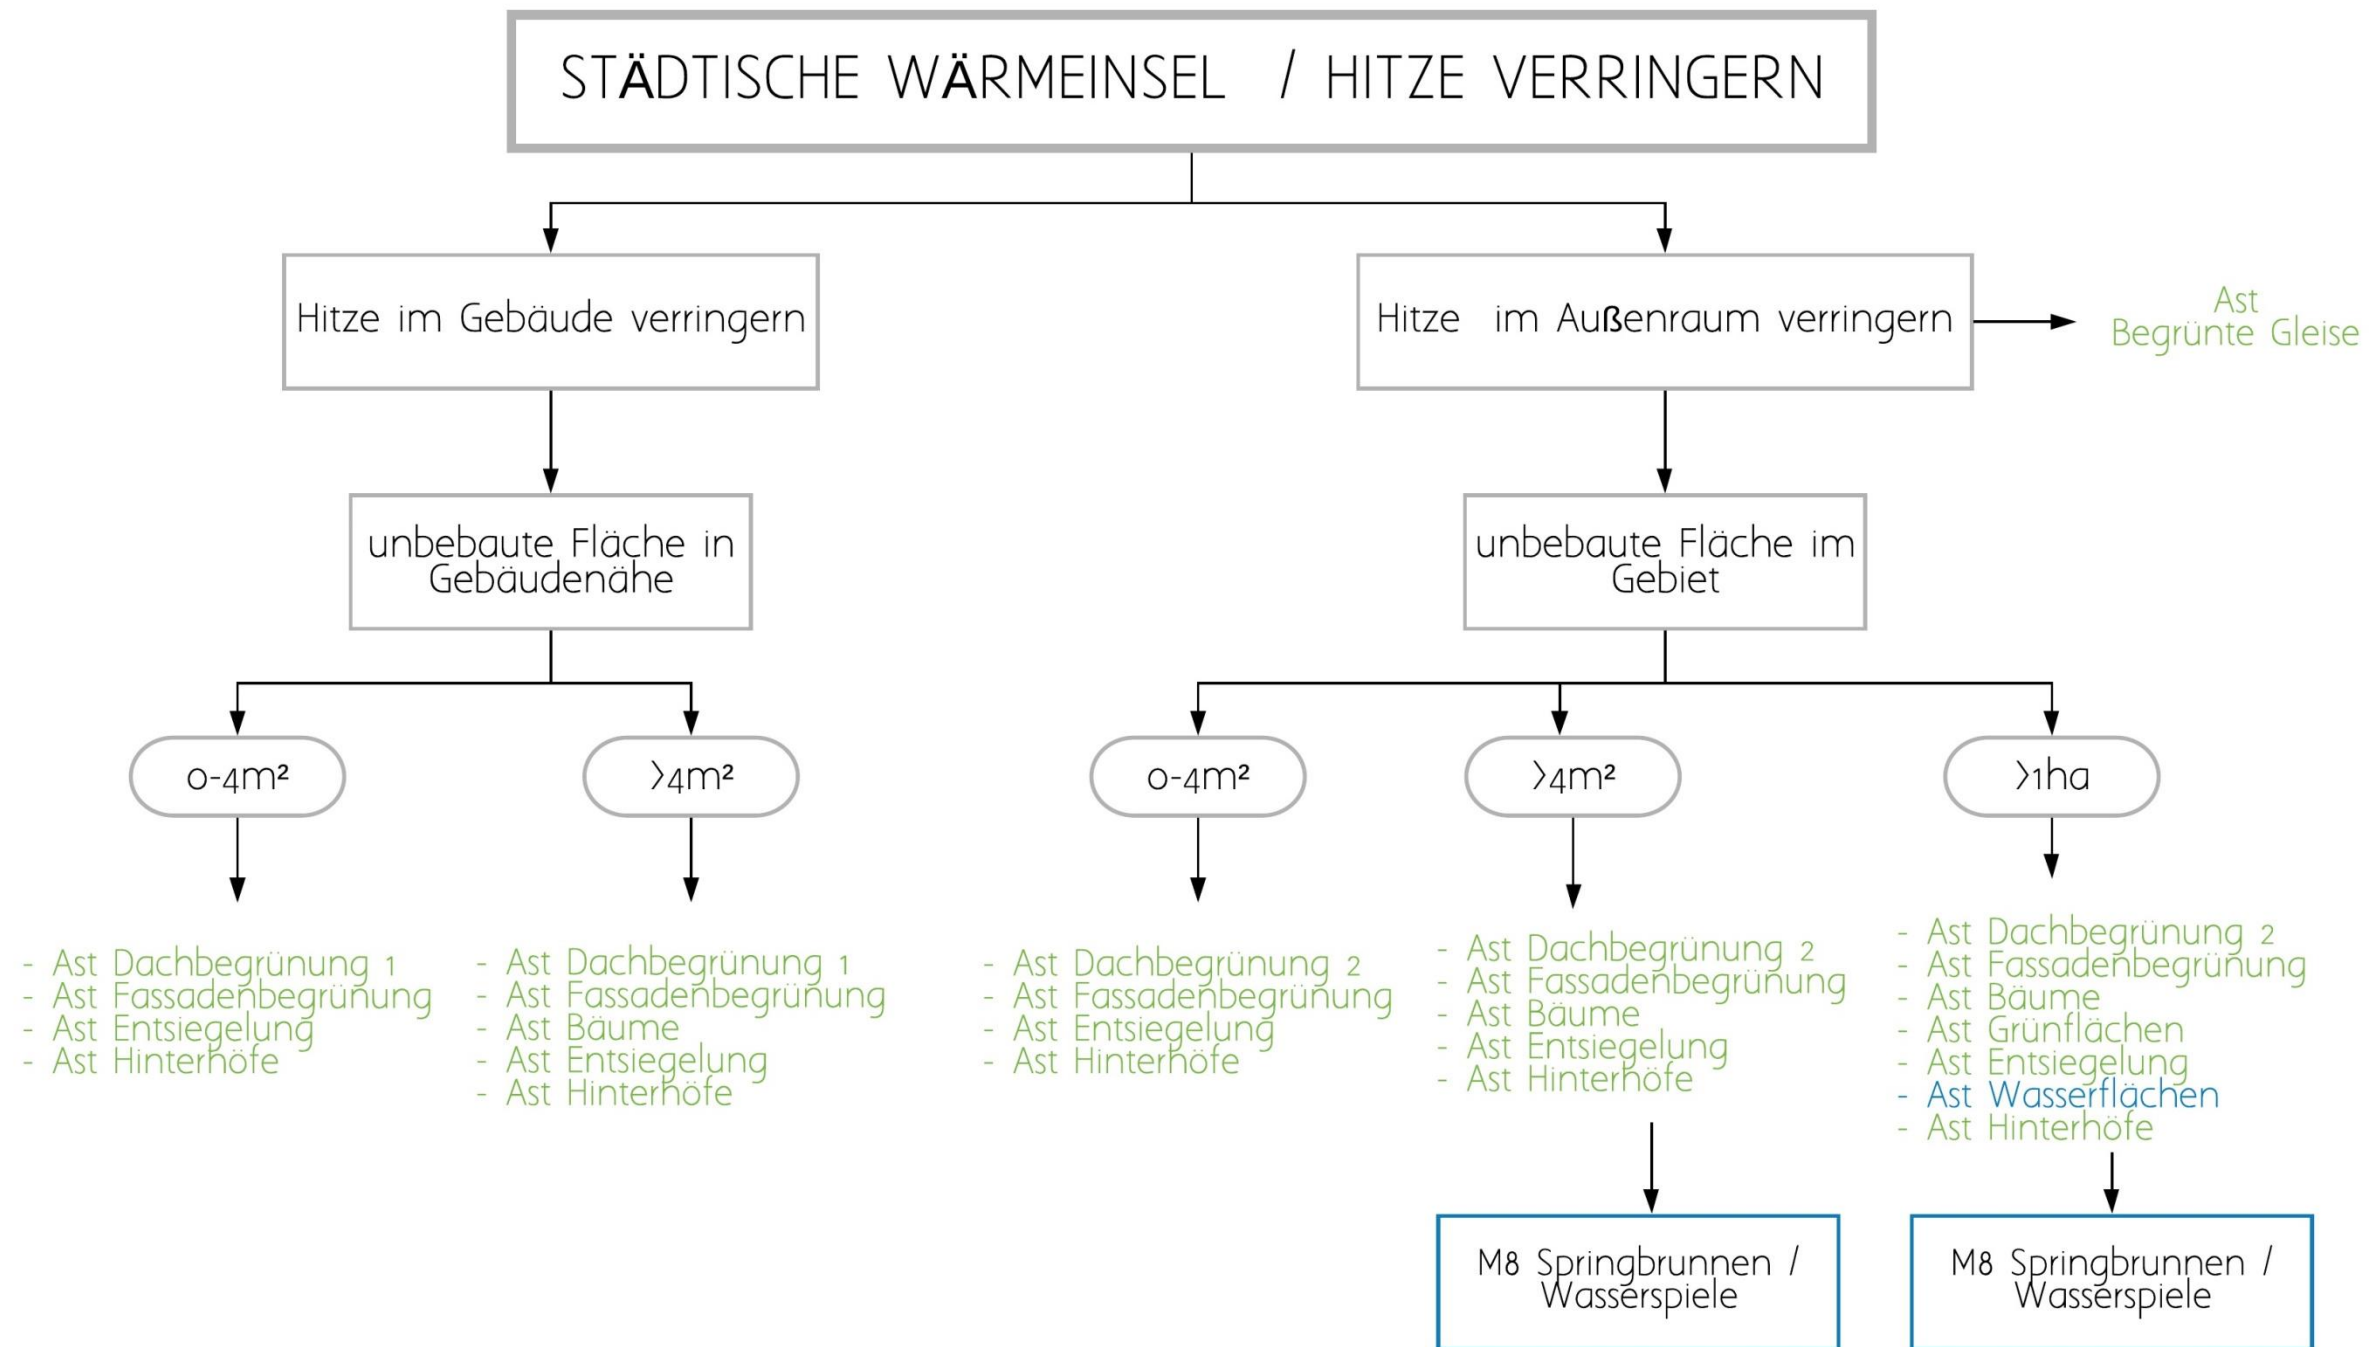 STÄDTISCHE WÄRMEINSEL / HITZE VERRINGERN
Hitze im Gebäude verringern
Hitze im Außenraum verringern
Ast
Begrünte Gleise
unbebaute Fläche in
Gebäudenähe
unbebaute Fläche im
Gebiet
0-4m²
>4m²
0-4m²
>4m²
>1ha
- Ast Dachbegrünung 1
- Ast Fassadenbegrünung
- Ast Entsiegelung
- Ast Hinterhöfe
- Ast Dachbegrünung 1
- Ast Fassadenbegrünung
- Ast Bäume
- Ast Entsiegelung
- Ast Hinterhöfe
- Ast Dachbegrünung 2
- Ast Fassadenbegrünung
- Ast Entsiegelung
- Ast Hinterhöfe
- Ast Dachbegrünung 2
- Ast Fassadenbegrünung
- Ast Bäume
- Ast Entsiegelung
- Ast Hinterhöfe
- Ast Dachbegrünung 2
- Ast Fassadenbegrünung
- Ast Bäume
- Ast Grünflächen
- Ast Entsiegelung
- Ast Wasserflächen
- Ast Hinterhöfe
M8 Springbrunnen /
Wasserspiele
M8 Springbrunnen /
Wasserspiele